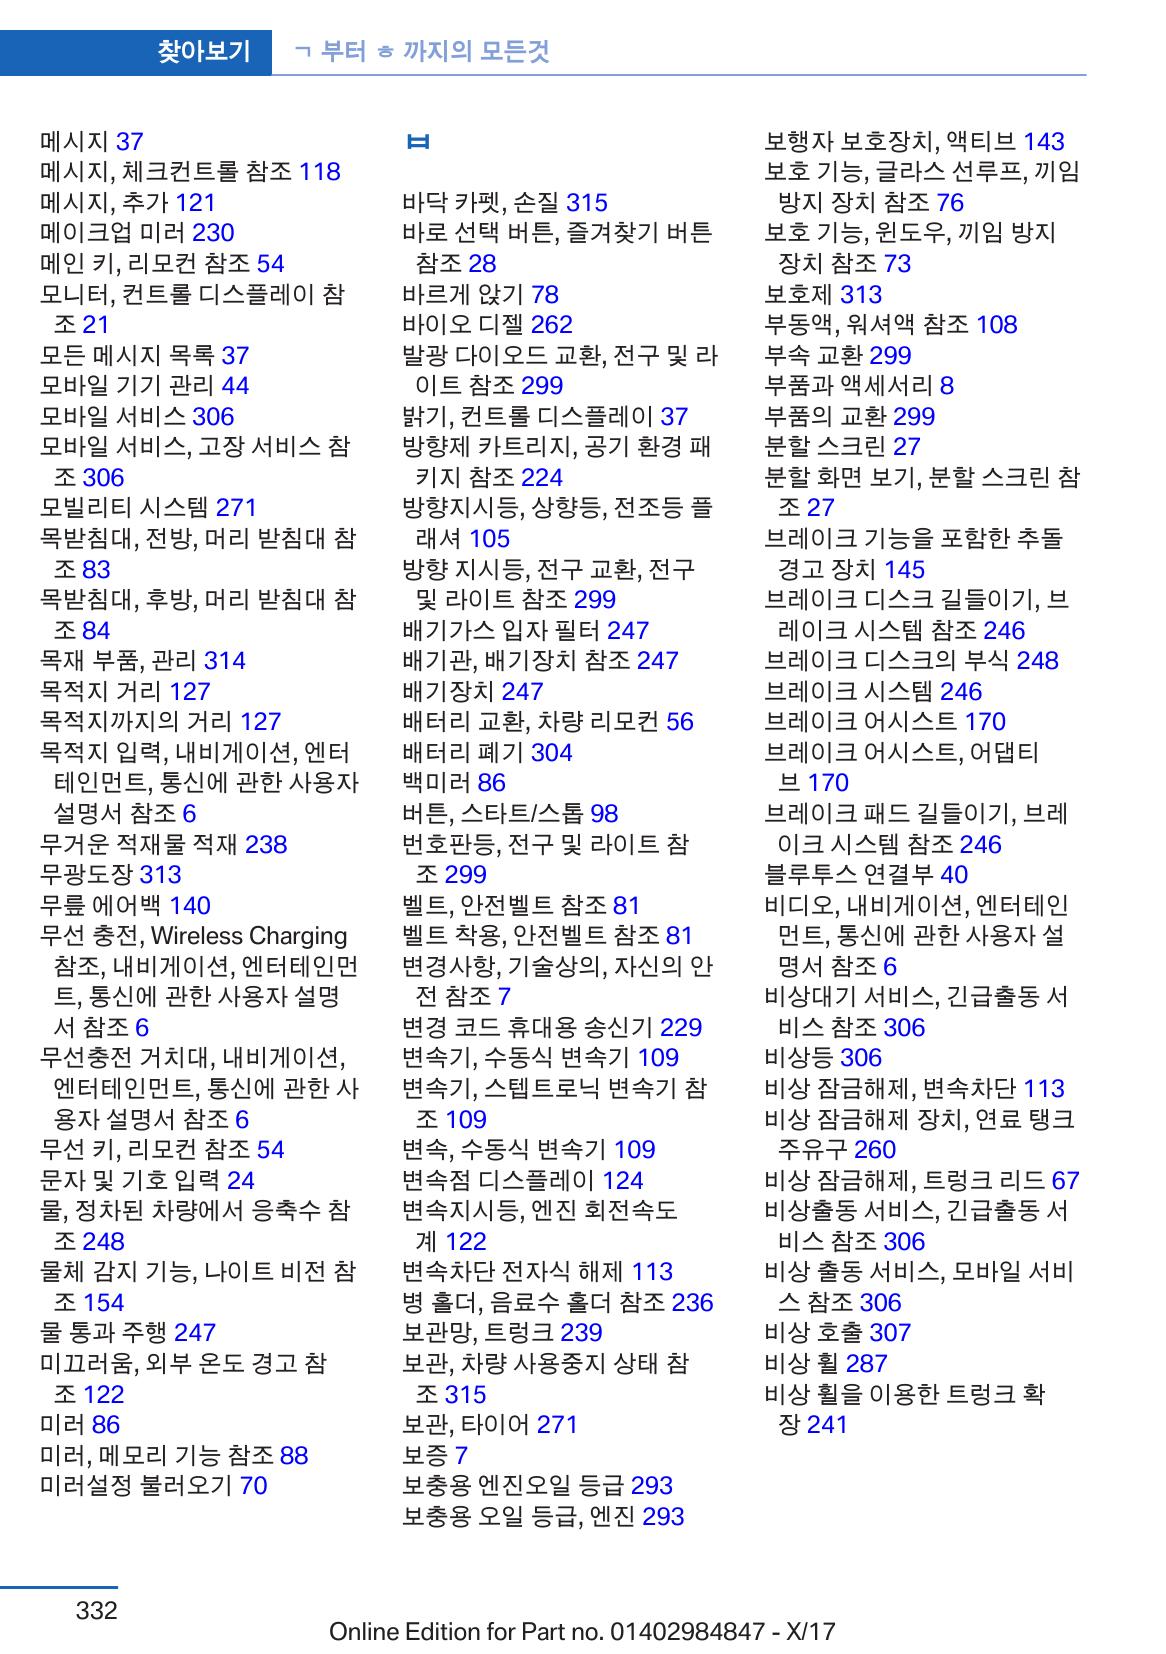 찾아보기 ㄱ 부터 ㅎ 까지의 모든것
메시지 37
메시지, 체크컨트롤 참조 118
메시지, 추가 121
메이크업 미러 230
메인 키, 리모컨 참조 54
모니터, 컨트롤 디스플레이 참
조 21
모든 메시지 목록 37
모바일 기기 관리 44
모바일 서비스 306
모바일 서비스, 고장 서비스 참
조 306
모빌리티 시스템 271
목받침대, 전방, 머리 받침대 참
조 83
목받침대, 후방, 머리 받침대 참
조 84
목재 부품, 관리 314
목적지 거리 127
목적지까지의 거리 127
목적지 입력, 내비게이션, 엔터
테인먼트, 통신에 관한 사용자
설명서 참조 6
무거운 적재물 적재 238
무광도장 313
무릎 에어백 140
무선 충전, Wireless Charging
참조, 내비게이션, 엔터테인먼
트, 통신에 관한 사용자 설명
서 참조 6
무선충전 거치대, 내비게이션,
엔터테인먼트, 통신에 관한 사
용자 설명서 참조 6
무선 키, 리모컨 참조 54
문자 및 기호 입력 24
물, 정차된 차량에서 응축수 참
조 248
물체 감지 기능, 나이트 비전 참
조 154
물 통과 주행 247
미끄러움, 외부 온도 경고 참
조 122
미러 86
미러, 메모리 기능 참조 88
미러설정 불러오기 70
ㅂ
바닥 카펫, 손질 315
바로 선택 버튼, 즐겨찾기 버튼
참조 28
바르게 앉기 78
바이오 디젤 262
발광 다이오드 교환, 전구 및 라
이트 참조 299
밝기, 컨트롤 디스플레이 37
방향제 카트리지, 공기 환경 패
키지 참조 224
방향지시등, 상향등, 전조등 플
래셔 105
방향 지시등, 전구 교환, 전구
및 라이트 참조 299
배기가스 입자 필터 247
배기관, 배기장치 참조 247
배기장치 247
배터리 교환, 차량 리모컨 56
배터리 폐기 304
백미러 86
버튼, 스타트/스톱 98
번호판등, 전구 및 라이트 참
조 299
벨트, 안전벨트 참조 81
벨트 착용, 안전벨트 참조 81
변경사항, 기술상의, 자신의 안
전 참조 7
변경 코드 휴대용 송신기 229
변속기, 수동식 변속기 109
변속기, 스텝트로닉 변속기 참
조 109
변속, 수동식 변속기 109
변속점 디스플레이 124
변속지시등, 엔진 회전속도
계 122
변속차단 전자식 해제 113
병 홀더, 음료수 홀더 참조 236
보관망, 트렁크 239
보관, 차량 사용중지 상태 참
조 315
보관, 타이어 271
보증 7
보충용 엔진오일 등급 293
보충용 오일 등급, 엔진 293
보행자 보호장치, 액티브 143
보호 기능, 글라스 선루프, 끼임
방지 장치 참조 76
보호 기능, 윈도우, 끼임 방지
장치 참조 73
보호제 313
부동액, 워셔액 참조 108
부속 교환 299
부품과 액세서리 8
부품의 교환 299
분할 스크린 27
분할 화면 보기, 분할 스크린 참
조 27
브레이크 기능을 포함한 추돌
경고 장치 145
브레이크 디스크 길들이기, 브
레이크 시스템 참조 246
브레이크 디스크의 부식 248
브레이크 시스템 246
브레이크 어시스트 170
브레이크 어시스트, 어댑티
브 170
브레이크 패드 길들이기, 브레
이크 시스템 참조 246
블루투스 연결부 40
비디오, 내비게이션, 엔터테인
먼트, 통신에 관한 사용자 설
명서 참조 6
비상대기 서비스, 긴급출동 서
비스 참조 306
비상등 306
비상 잠금해제, 변속차단 113
비상 잠금해제 장치, 연료 탱크
주유구 260
비상 잠금해제, 트렁크 리드 67
비상출동 서비스, 긴급출동 서
비스 참조 306
비상 출동 서비스, 모바일 서비
스 참조 306
비상 호출 307
비상 휠 287
비상 휠을 이용한 트렁크 확
장 241
332
Online Edition for Part no. 01402984847 - X/17